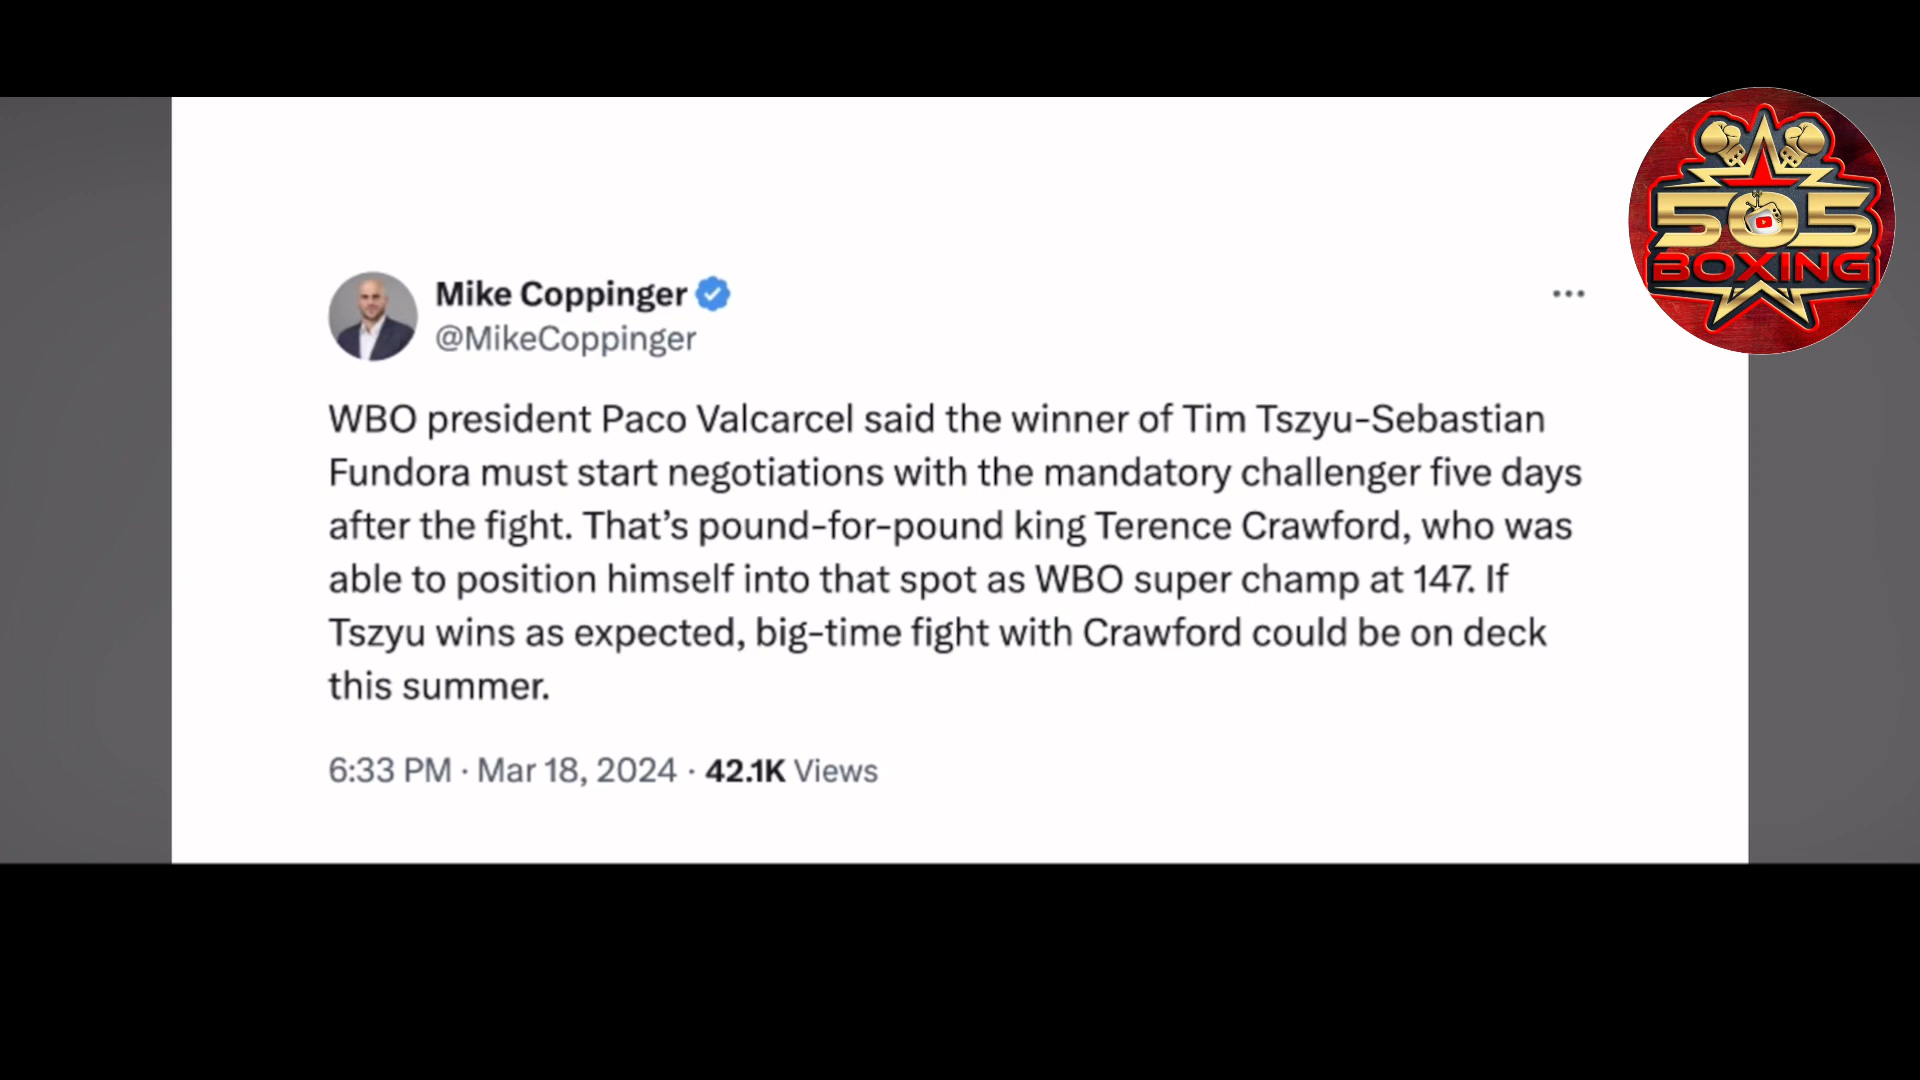 505
BOXING
Mike Coppinger
@MikeCoppinger
WBO president Paco Valcarcel said the winner of Tim Tszyu-Sebastian
Fundora must start negotiations with the mandatory challenger five days
after the fight. That’s pound-for-pound king Terence Crawford, who was
able to position himself into that spot as WBO super champ at 147. If
Tszyu wins as expected, big-time fight with Crawford could be on deck
this summer.
6:33 PM · Mar 18, 2024 · 42.1K Views